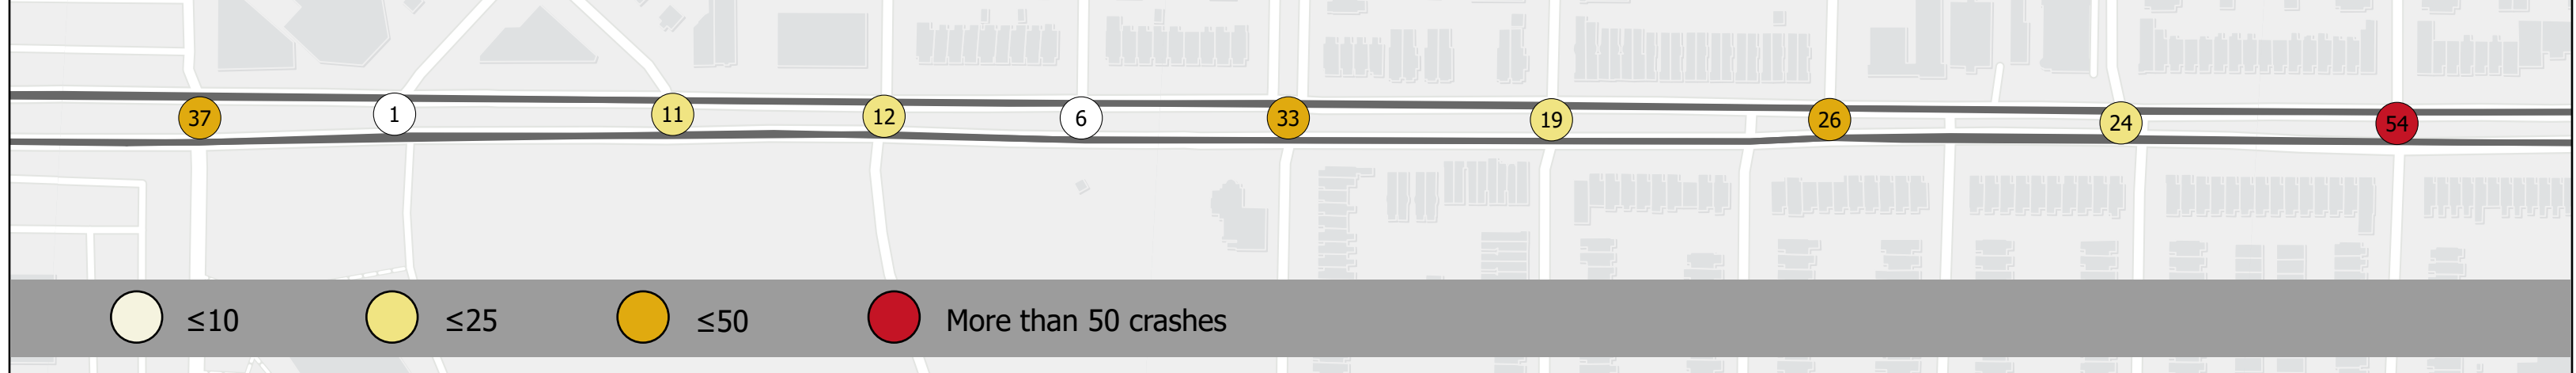 37 1 11 12 6 33 19 26 24 54
≤10 ≤25 ≤50 More than 50 crashes